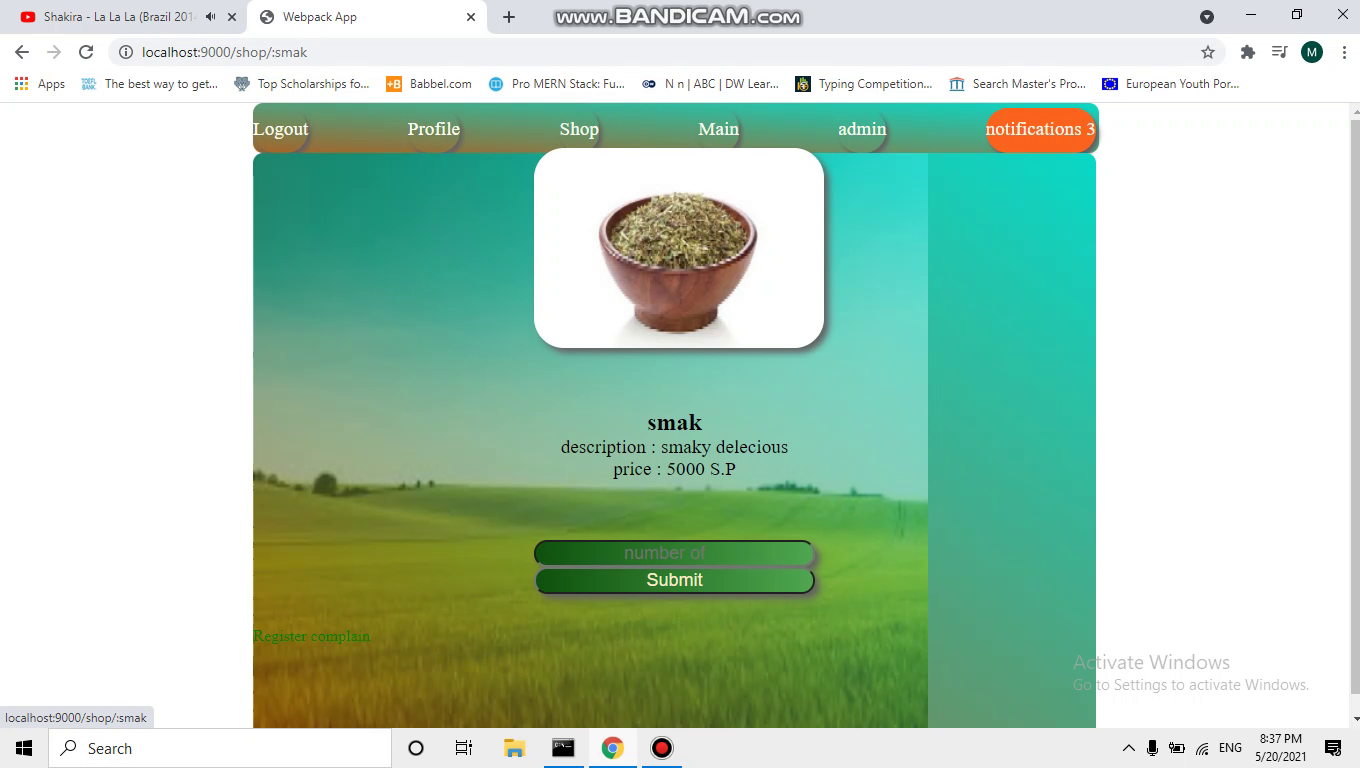 Shakira - La La La (Brazil 201
Webpack App
www.BANDICAM.com
localhost:9000/shop/:smak
M
Apps
TOEFL BANK
The best way to get...
Top Scholarships fo...
+B
Babbel.com
Pro MERN Stack: Fu...
N n | ABC | DW Lear...
Typing Competition...
Search Master's Pro...
European Youth Por...
Logout
Profile
Shop
Main
admin
notifications 3
smak
description : smaky delecious
price : 5000 S.P
number of
Submit
Register complain
Activate Windows
Go to Settings to activate Windows.
localhost:9000/shop/:smak
Search
ENG
8:37 PM
5/20/2021